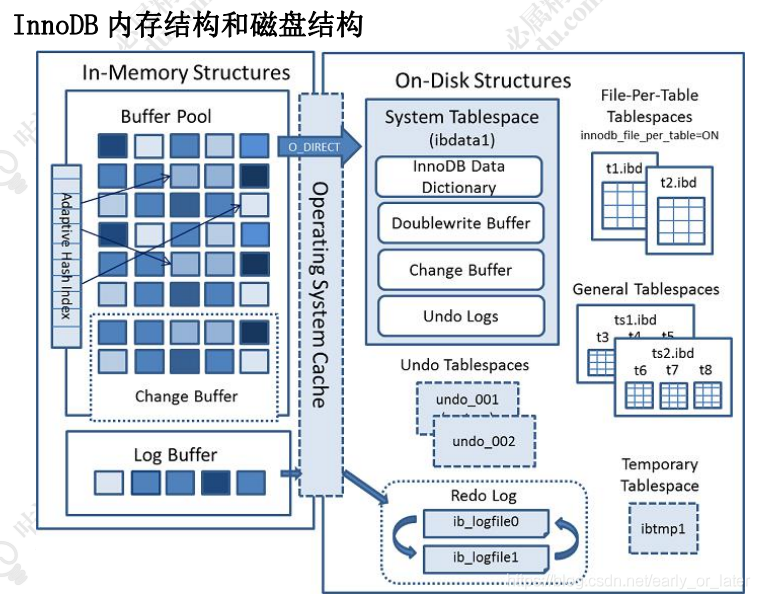 InnoDB 内存结构和磁盘结构
In-Memory Structures
Buffer Pool
Adaptive Hash Index
Change Buffer
Log Buffer
O_DIRECT
Operating System Cache
On-Disk Structures
System Tablespace
(ibdata1)
InnoDB Data
Dictionary
Doublewrite Buffer
Change Buffer
Undo Logs
File-Per-Table
Tablespaces
innodb_file_per_table=ON
t1.ibd
t2.ibd
General Tablespaces
ts1.ibd
t3 t4 t5
ts2.ibd
t6 t7 t8
Undo Tablespaces
undo_001
undo_002
Temporary
Tablespace
ibtmp1
Redo Log
ib_logfile0
ib_logfile1
https://blog.csdn.net/early_or_later